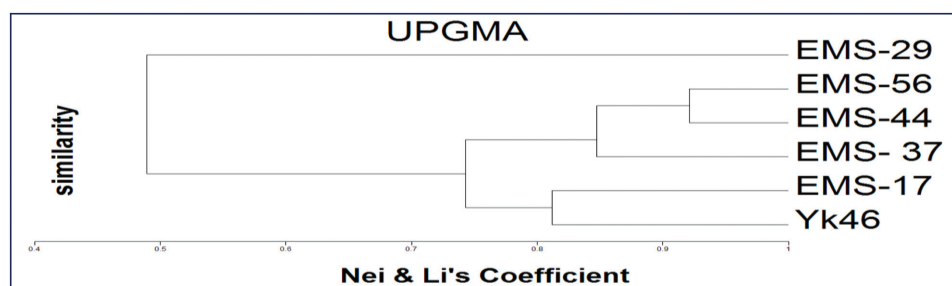 UPGMA
EMS-29
EMS-56
EMS-44
EMS- 37
EMS-17
Yk46
similarity
0.4 0.5 0.6 0.7 0.8 0.9 1
Nei & Li's Coefficient